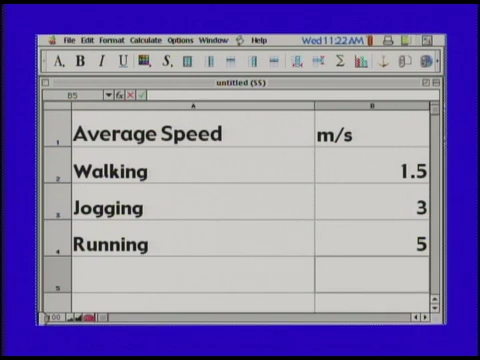 File Edit Format Calculate Options Window Help Wed 11:22 AM
A B I U S Σ
untitled (SS)
B5 fx
A B
1 Average Speed m/s
2 Walking 1.5
3 Jogging 3
4 Running 5
5
100